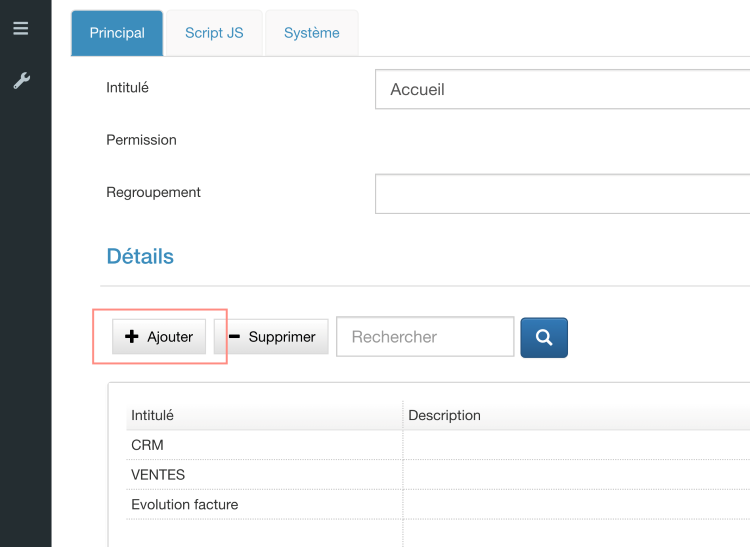 Principal Script JS Système
Intitulé Accueil
Permission
Regroupement
Détails
Ajouter Supprimer Rechercher
Intitulé Description
CRM
VENTES
Evolution facture